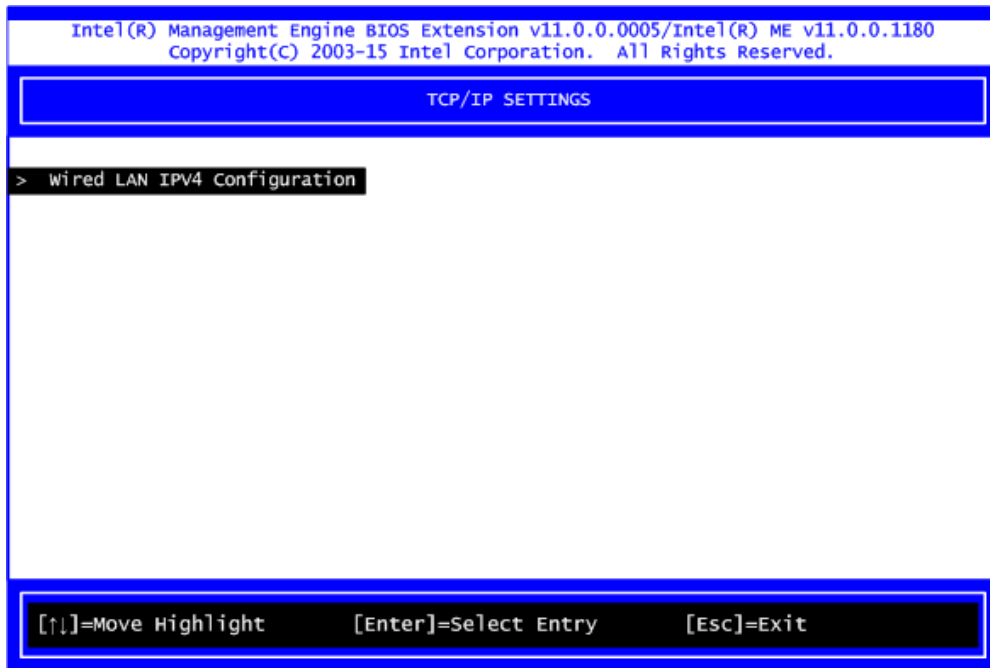 Intel(R) Management Engine BIOS Extension v11.0.0.0005/Intel(R) ME v11.0.0.1180
Copyright(C) 2003-15 Intel Corporation. All Rights Reserved.
TCP/IP SETTINGS
> Wired LAN IPV4 Configuration
[↑↓]=Move Highlight [Enter]=Select Entry [Esc]=Exit